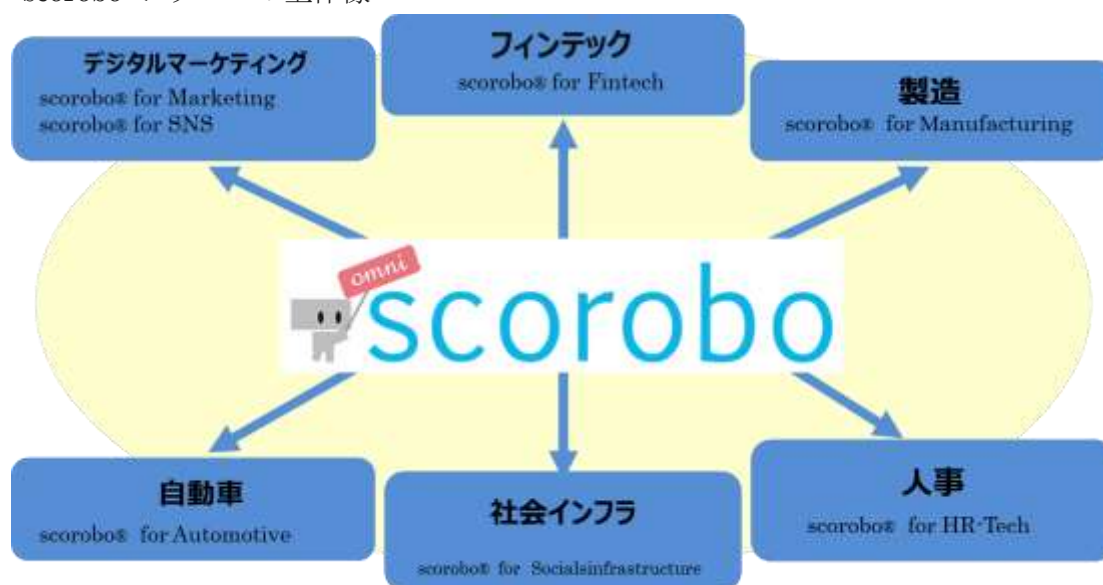 デジタルマーケティング
scorobo® for Marketing
scorobo® for SNS
フィンテック
scorobo® for Fintech
製造
scorobo® for Manufacturing
omni
scorobo
自動車
scorobo® for Automotive
社会インフラ
scorobo® for Socialsinfrastructure
人事
scorobo® for HR-Tech